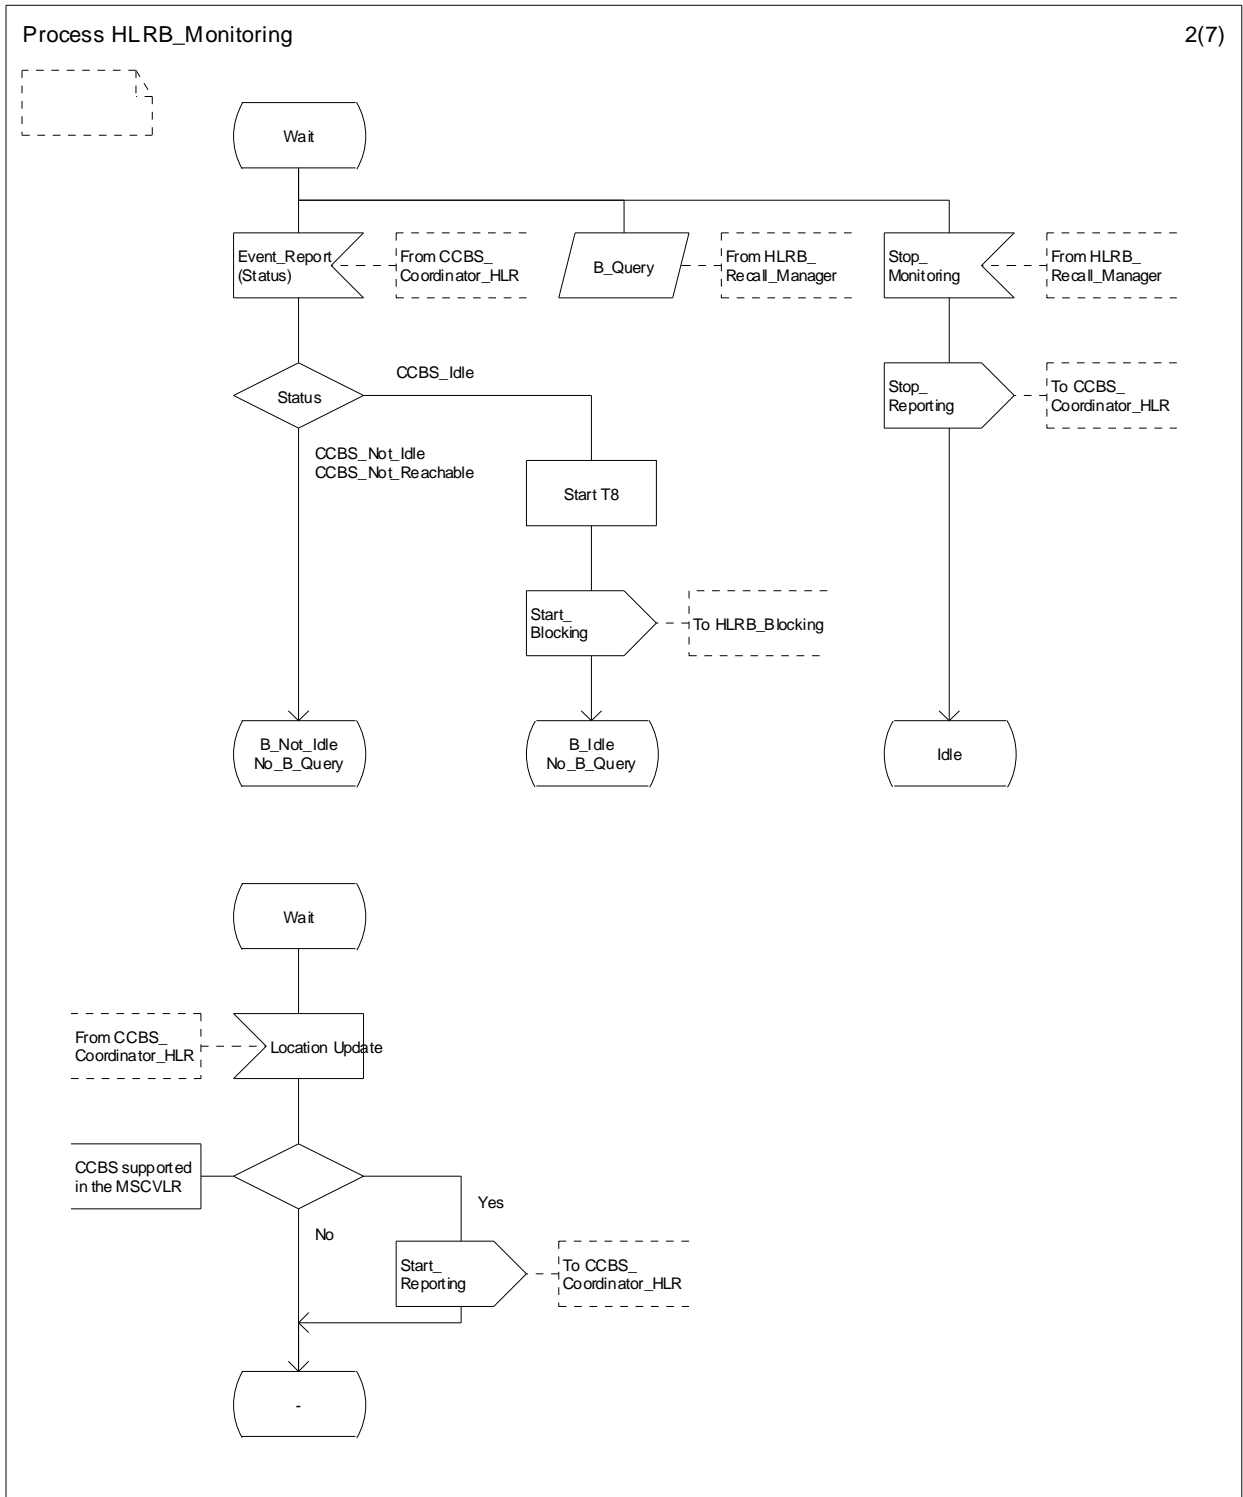 Process HLRB_Monitoring
2(7)
Wait
Event_Report
(Status)
From CCBS_
Coordinator_HLR
B_Query
From HLRB_
Recall_Manager
Stop_
Monitoring
From HLRB_
Recall_Manager
Status
CCBS_Idle
Stop_
Reporting
To CCBS_
Coordinator_HLR
CCBS_Not_Idle
CCBS_Not_Reachable
Start T8
Start_
Blocking
To HLRB_Blocking
B_Not_Idle
No_B_Query
B_Idle
No_B_Query
Idle
Wait
From CCBS_
Coordinator_HLR
Location Update
CCBS supported
in the MSCVLR
Yes
No
Start_
Reporting
To CCBS_
Coordinator_HLR
-